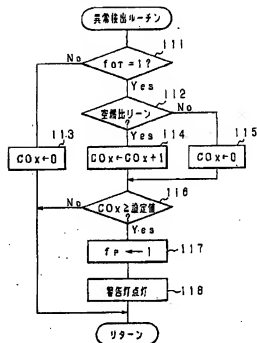 異常検出ルーチン
111
fOT=1?
No
Yes
112
空燃比リーン
?
No
Yes
113
114
115
COx←0
COx←COx+1
COx←0
116
COx≥設定値
?
No
Yes
fF ← 1
117
警告灯点灯
118
リターン